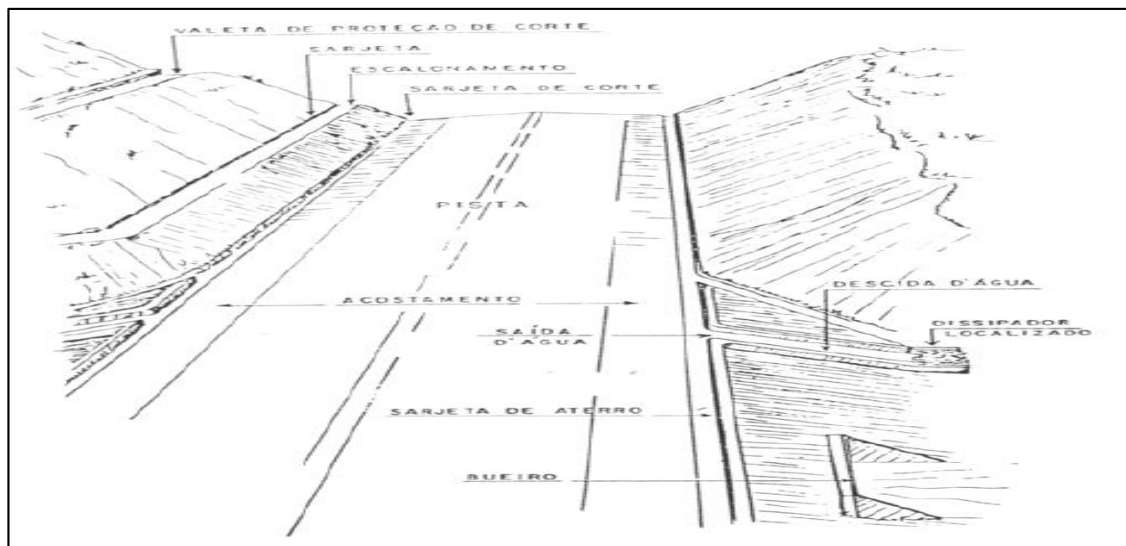 VALETA DE PROTEÇÃO DE CORTE
SARJETA
ESCALONAMENTO
SARJETA DE CORTE
PISTA
ACOSTAMENTO
DESCIDA D'ÁGUA
SAÍDA
D'ÁGUA
DISSIPADOR
LOCALIZADO
SARJETA DE ATERRO
BUEIRO